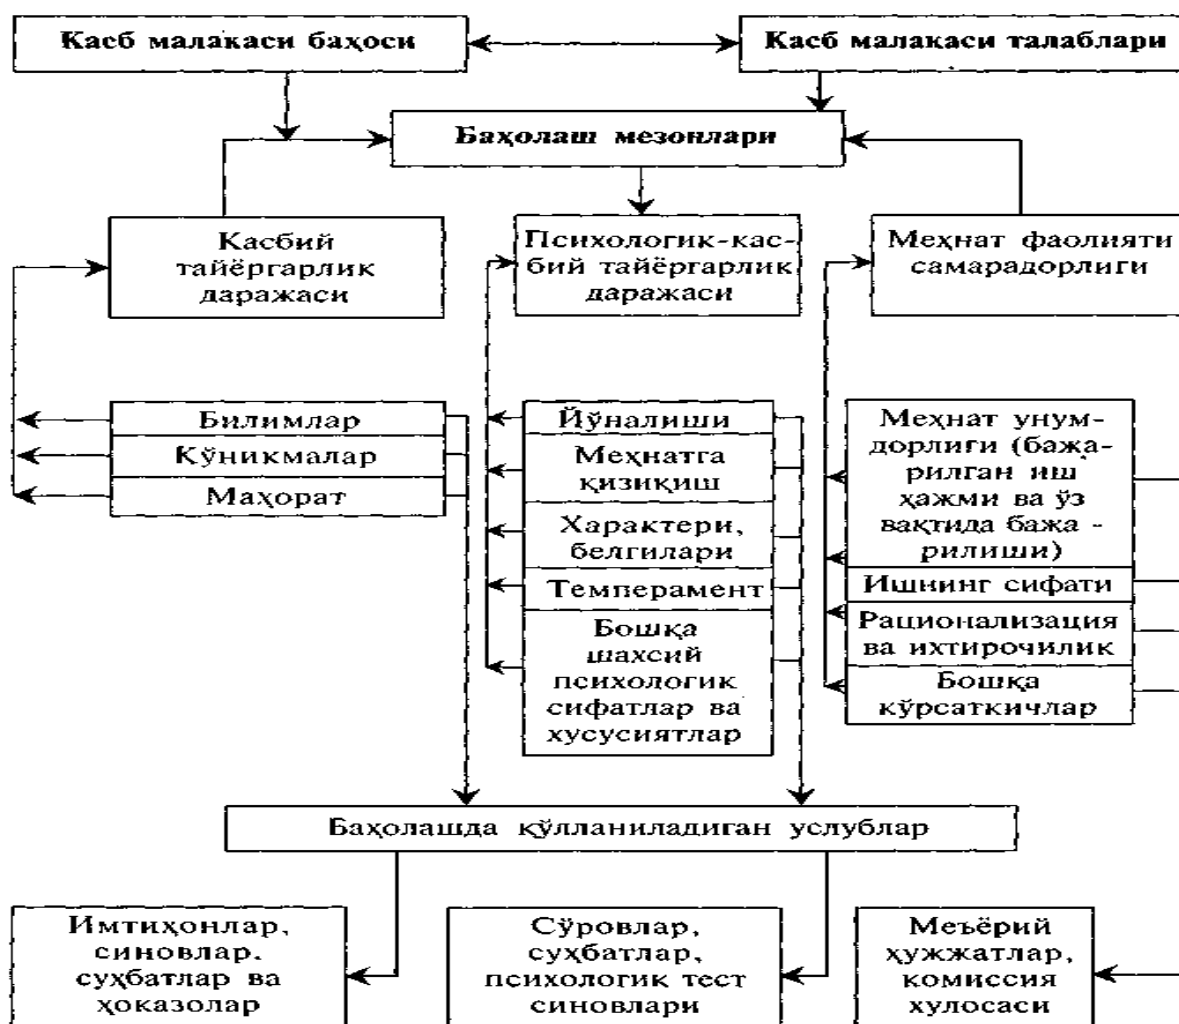 Касб малакаси баҳоси
Касб малакаси талаблари
Баҳолаш мезонлари
Касбий
тайёргарлик
даражаси
Психологик-кас-
бий тайёргарлик
даражаси
Меҳнат фаолияти
самарадорлиги
Билимлар
Кўникмалар
Маҳорат
Йўналиши
Меҳнатга
қизиқиш
Характери,
белгилари
Темперамент
Бошқа
шахсий
психологик
сифатлар ва
хусусиятлар
Меҳнат унум-
дорлиги (бажа-
рилган иш
ҳажми ва ўз
вақтида бажа -
рилиши)
Ишнинг сифати
Рационализация
ва ихтирочилик
Бошқа
кўрсаткичлар
Баҳолашда қўлланиладиган услублар
Имтиҳонлар,
синовлар,
суҳбатлар ва
ҳоказолар
Сўровлар,
суҳбатлар,
психологик тест
синовлари
Меъёрий
ҳужжатлар,
комиссия
хулосаси